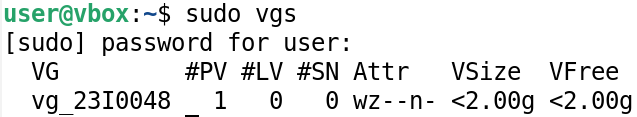 user@vbox:~$ sudo vgs
[sudo] password for user:
  VG         #PV #LV #SN Attr   VSize  VFree
  vg_23I0048   1   0   0 wz--n- <2.00g <2.00g